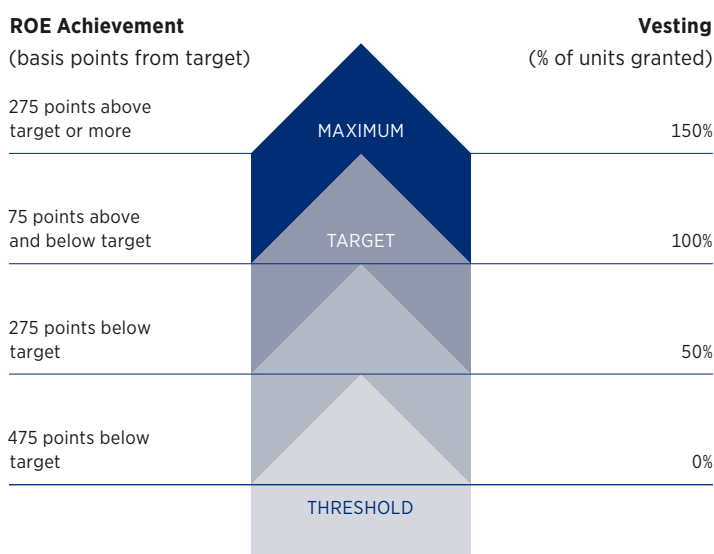 ROE Achievement
(basis points from target)
Vesting
(% of units granted)
275 points above
target or more
MAXIMUM
150%
75 points above
and below target
TARGET
100%
275 points below
target
50%
475 points below
target
0%
THRESHOLD